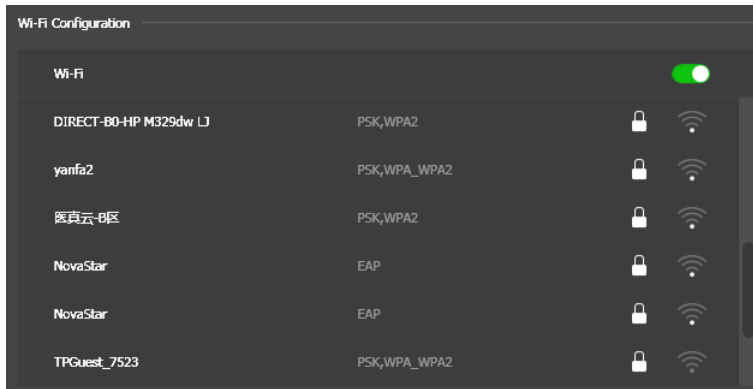 Wi-Fi Configuration
Wi-Fi
DIRECT-B0-HP M329dw LJ PSK,WPA2
yanfa2 PSK,WPA_WPA2
医真云-B区 PSK,WPA2
NovaStar EAP
NovaStar EAP
TPGuest_7523 PSK,WPA_WPA2